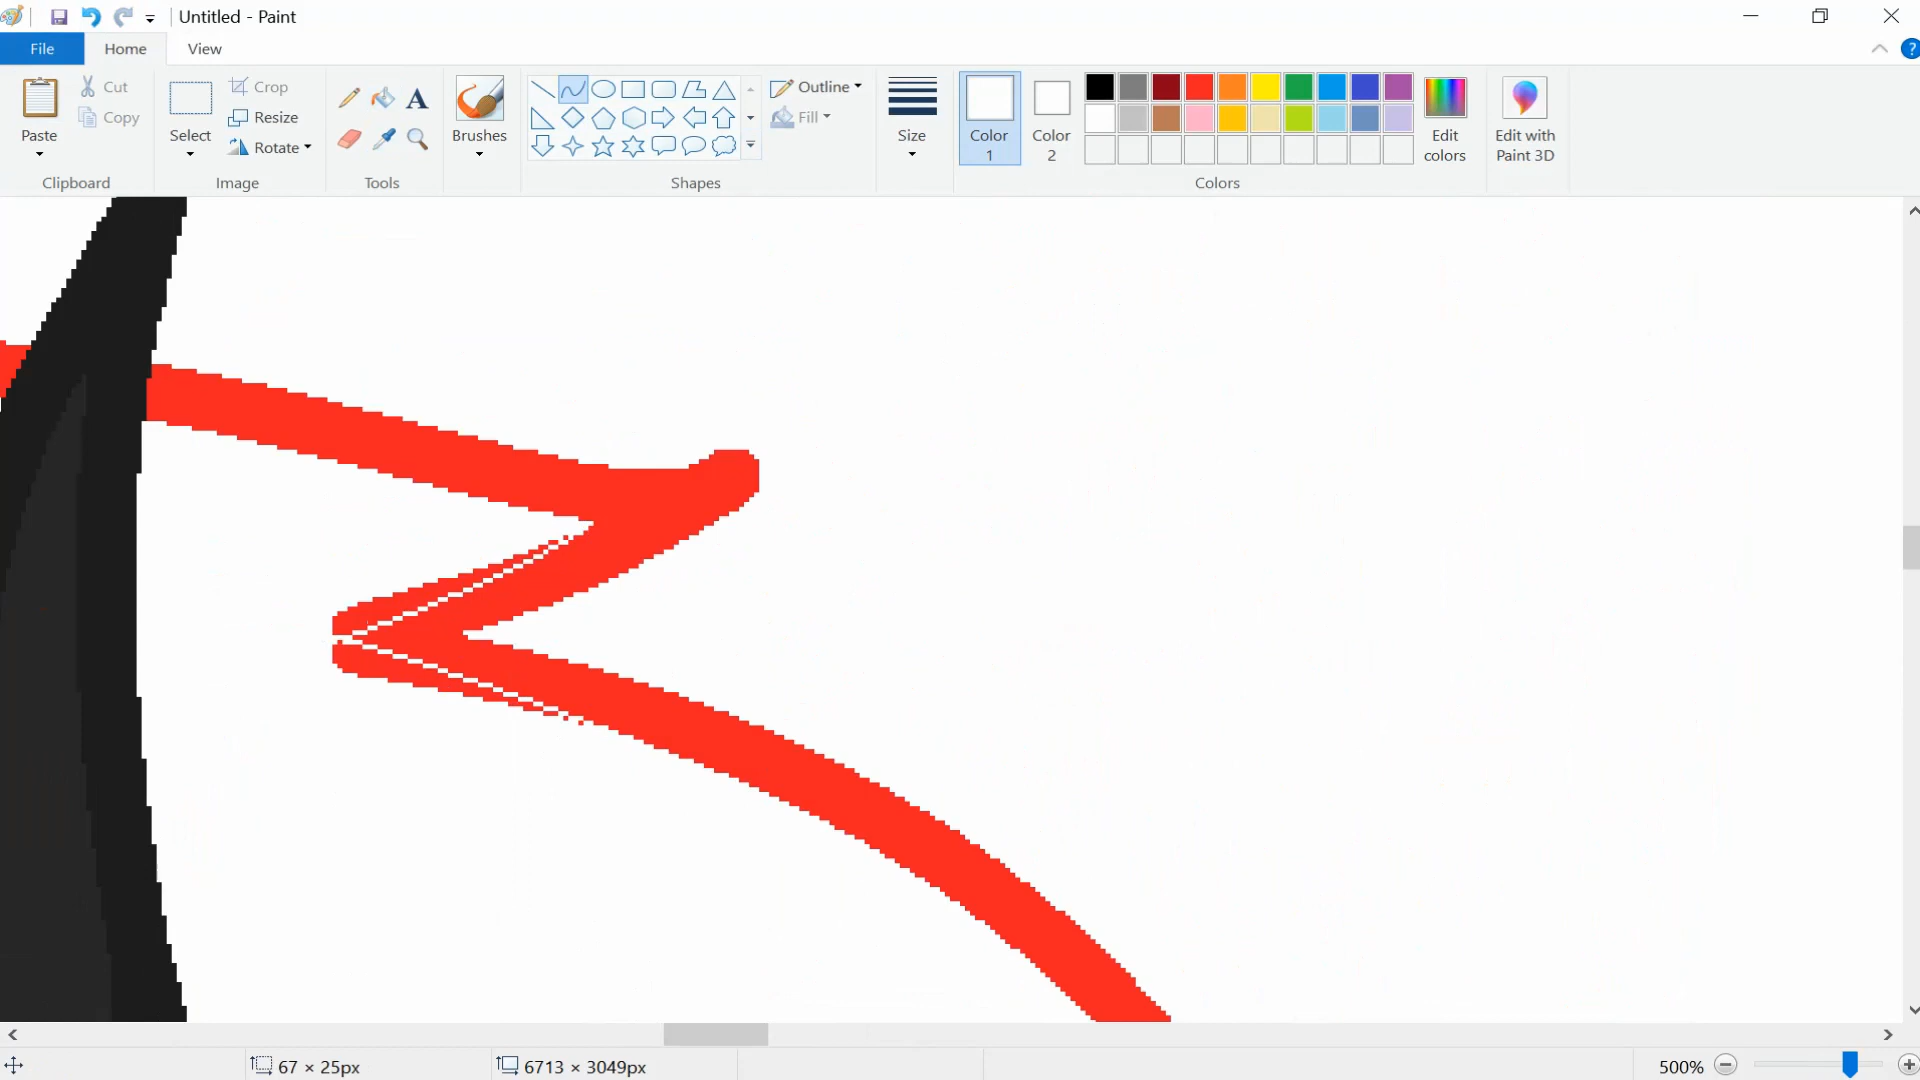 Untitled - Paint
File
Home
View
Paste
Cut
Copy
Clipboard
Select
Crop
Resize
Rotate
Image
A
Tools
Brushes
Outline
Fill
Shapes
Size
Color 1
Color 2
Edit colors
Colors
Edit with Paint 3D
?
67 × 25px
6713 × 3049px
500%